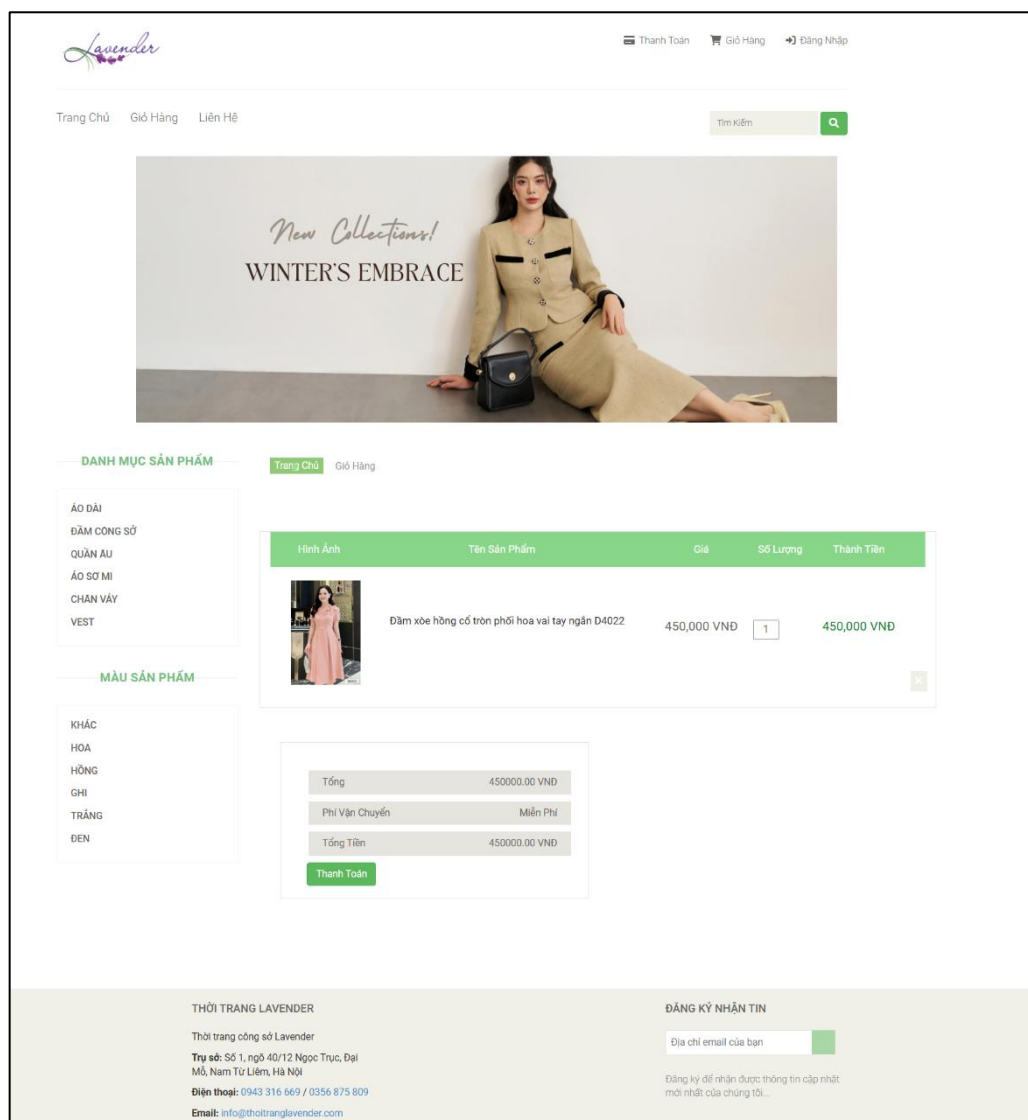 Lavender
Thanh Toán Giỏ Hàng Đăng Nhập
Trang Chủ Giỏ Hàng Liên Hệ
Tìm Kiếm
New Collections!
WINTER'S EMBRACE
DANH MỤC SẢN PHẨM
ÁO DÀI
ĐẦM CÔNG SỞ
QUẦN ÂU
ÁO SƠ MI
CHÂN VÁY
VEST
MÀU SẢN PHẨM
KHÁC
HOA
HỒNG
GHI
TRẮNG
ĐEN
Trang Chủ Giỏ Hàng
Hình Ảnh Tên Sản Phẩm Giá Số Lượng Thành Tiền
Đầm xòe hồng cổ tròn phối hoa vai tay ngắn D4022 450,000 VNĐ 1 450,000 VNĐ
Tổng 450000.00 VNĐ
Phí Vận Chuyển Miễn Phí
Tổng Tiền 450000.00 VNĐ
Thanh Toán
THỜI TRANG LAVENDER
Thời trang công sở Lavender
Trụ sở: Số 1, ngõ 40/12 Ngọc Trục, Đại
Mỗ, Nam Từ Liêm, Hà Nội
Điện thoại: 0943 316 669 / 0356 875 809
Email: info@thoitranglavender.com
ĐĂNG KÝ NHẬN TIN
Địa chỉ email của bạn
Đăng ký để nhận được thông tin cập nhật
mới nhất của chúng tôi...